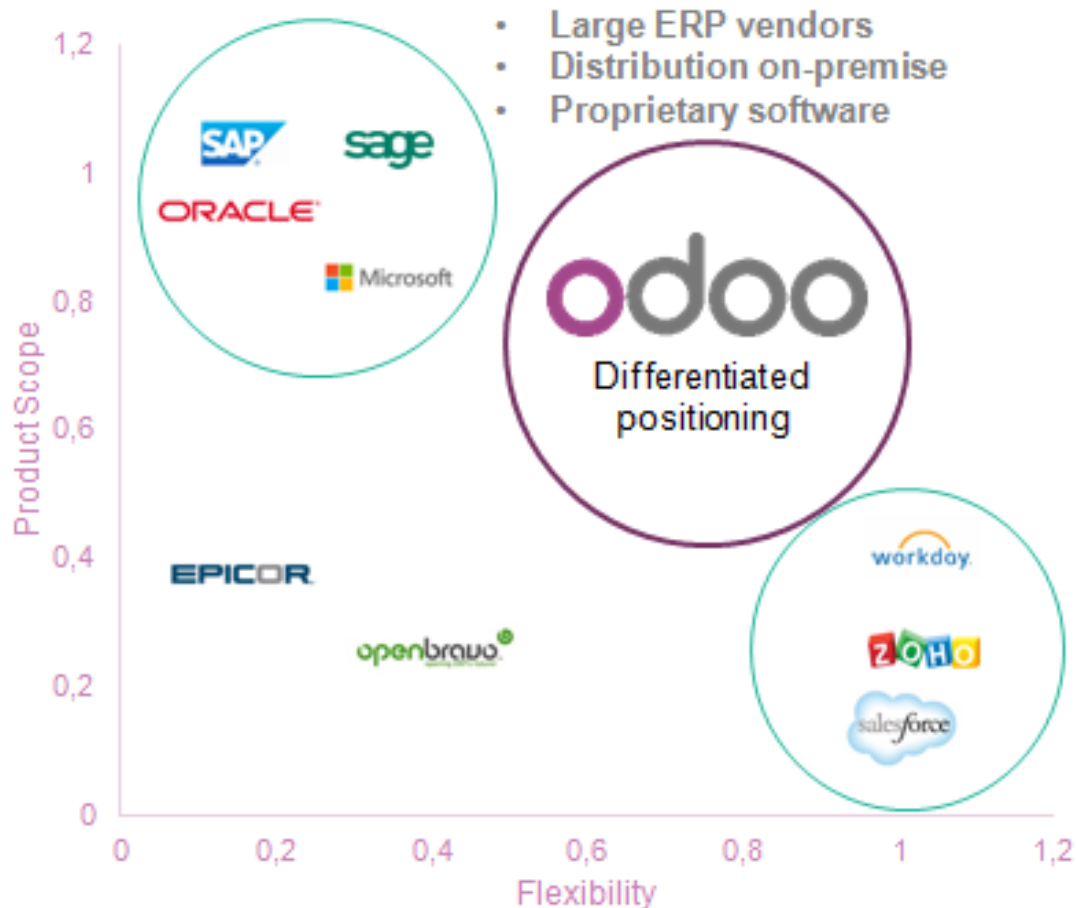 • Large ERP vendors
• Distribution on-premise
• Proprietary software
1,2
1
0,8
0,6
0,4
0,2
0
Product Scope
SAP
sage
ORACLE
Microsoft
odoo
Differentiated
positioning
EPICOR
openbravo
workday.
ZOHO
salesforce
0
0,2
0,4
0,6
0,8
1
1,2
Flexibility